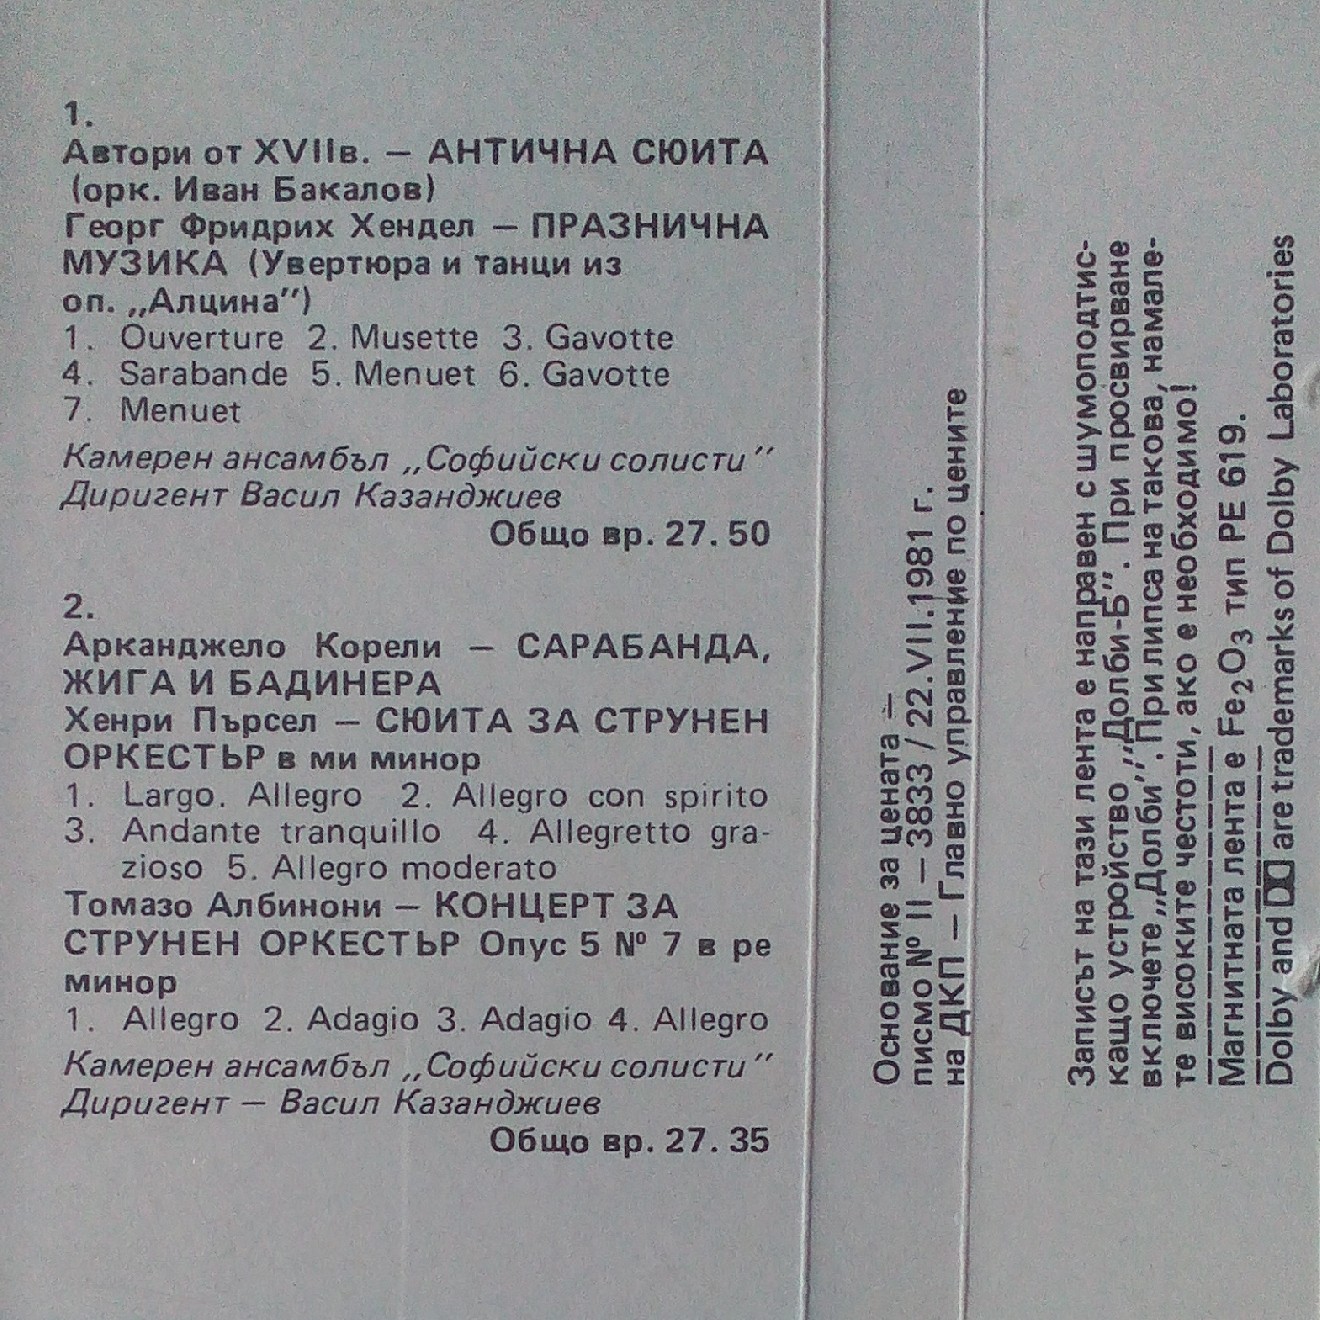 1.
Автори от XVIIв. — АНТИЧНА СЮИТА
(орк. Иван Бакалов)
Георг Фридрих Хендел — ПРАЗНИЧНА
МУЗИКА (Увертюра и танци из
оп. „Алцина”)
1. Ouverture 2. Musette 3. Gavotte
4. Sarabande 5. Menuet 6. Gavotte
7. Menuet
Камерен ансамбъл „Софийски солисти”
Диригент Васил Казанджиев
Общо вр. 27. 50
2.
Арканджело Корели — САРАБАНДА,
ЖИГА И БАДИНЕРА
Хенри Пърсел — СЮИТА ЗА СТРУНЕН
ОРКЕСТЪР в ми минор
1. Largo. Allegro 2. Allegro con spirito
3. Andante tranquillo 4. Allegretto gra-
zioso 5. Allegro moderato
Томазо Албинони — КОНЦЕРТ ЗА
СТРУНЕН ОРКЕСТЪР Опус 5 № 7 в ре
минор
1. Allegro 2. Adagio 3. Adagio 4. Allegro
Камерен ансамбъл „Софийски солисти”
Диригент — Васил Казанджиев
Общо вр. 27. 35
Основание за цената —
писмо № II — 3833 / 22.VII.1981 г.
на ДКП — Главно управление по цените
Записът на тази лента е направен с шумоподтис-
кащо устройство „Долби-Б”. При просвирване
включете „Долби”. При липса на такова, намале-
те високите честоти, ако е необходимо!
Магнитната лента е Fe₂O₃ тип PE 619.
Dolby and are trademarks of Dolby Laboratories